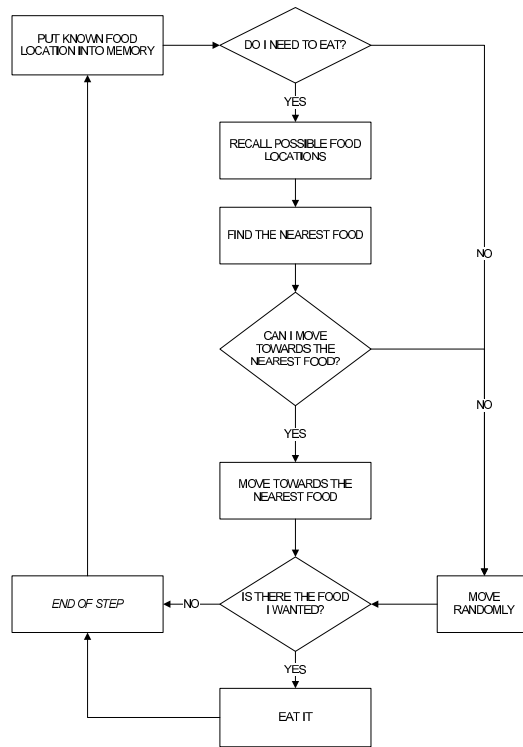 PUT KNOWN FOOD
LOCATION INTO MEMORY
DO I NEED TO EAT?
YES
RECALL POSSIBLE FOOD
LOCATIONS
FIND THE NEAREST FOOD
NO
CAN I MOVE
TOWARDS THE
NEAREST FOOD?
NO
YES
MOVE TOWARDS THE
NEAREST FOOD
END OF STEP
NO
IS THERE THE FOOD
I WANTED?
MOVE
RANDOMLY
YES
EAT IT